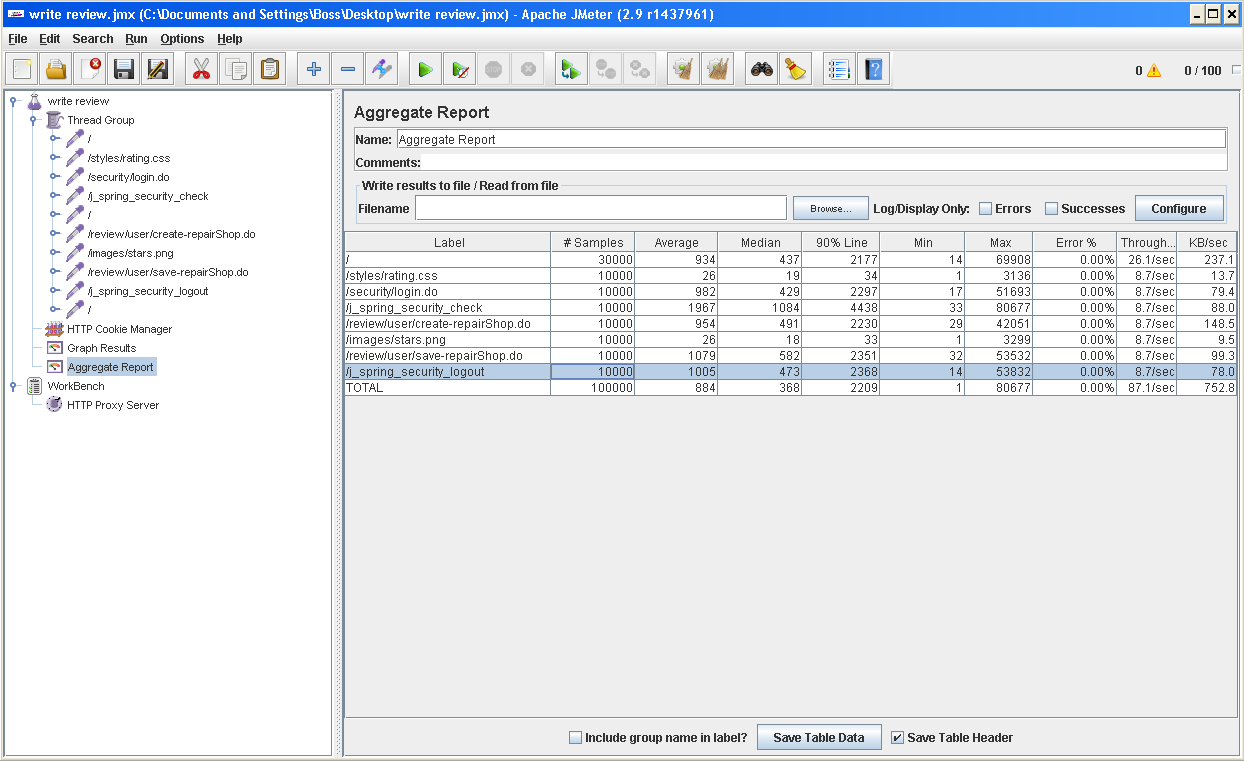 write review.jmx (C:\Documents and Settings\Boss\Desktop\write review.jmx) - Apache JMeter (2.9 r1437961)
File Edit Search Run Options Help
0 0 / 100
write review
Thread Group
/
/styles/rating.css
/security/login.do
/j_spring_security_check
/
/review/user/create-repairShop.do
/images/stars.png
/review/user/save-repairShop.do
/j_spring_security_logout
/
HTTP Cookie Manager
Graph Results
Aggregate Report
WorkBench
HTTP Proxy Server
Aggregate Report
Name: Aggregate Report
Comments:
Write results to file / Read from file
Filename Browse... Log/Display Only: Errors Successes Configure
Label # Samples Average Median 90% Line Min Max Error % Through... KB/sec
/ 30000 934 437 2177 14 69908 0.00% 26.1/sec 237.1
/styles/rating.css 10000 26 19 34 1 3136 0.00% 8.7/sec 13.7
/security/login.do 10000 982 429 2297 17 51693 0.00% 8.7/sec 79.4
/j_spring_security_check 10000 1967 1084 4438 33 80677 0.00% 8.7/sec 88.0
/review/user/create-repairShop.do 10000 954 491 2230 29 42051 0.00% 8.7/sec 148.5
/images/stars.png 10000 26 18 33 1 3299 0.00% 8.7/sec 9.5
/review/user/save-repairShop.do 10000 1079 582 2351 32 53532 0.00% 8.7/sec 99.3
/j_spring_security_logout 10000 1005 473 2368 14 53832 0.00% 8.7/sec 78.0
TOTAL 100000 884 368 2209 1 80677 0.00% 87.1/sec 752.8
Include group name in label? Save Table Data Save Table Header